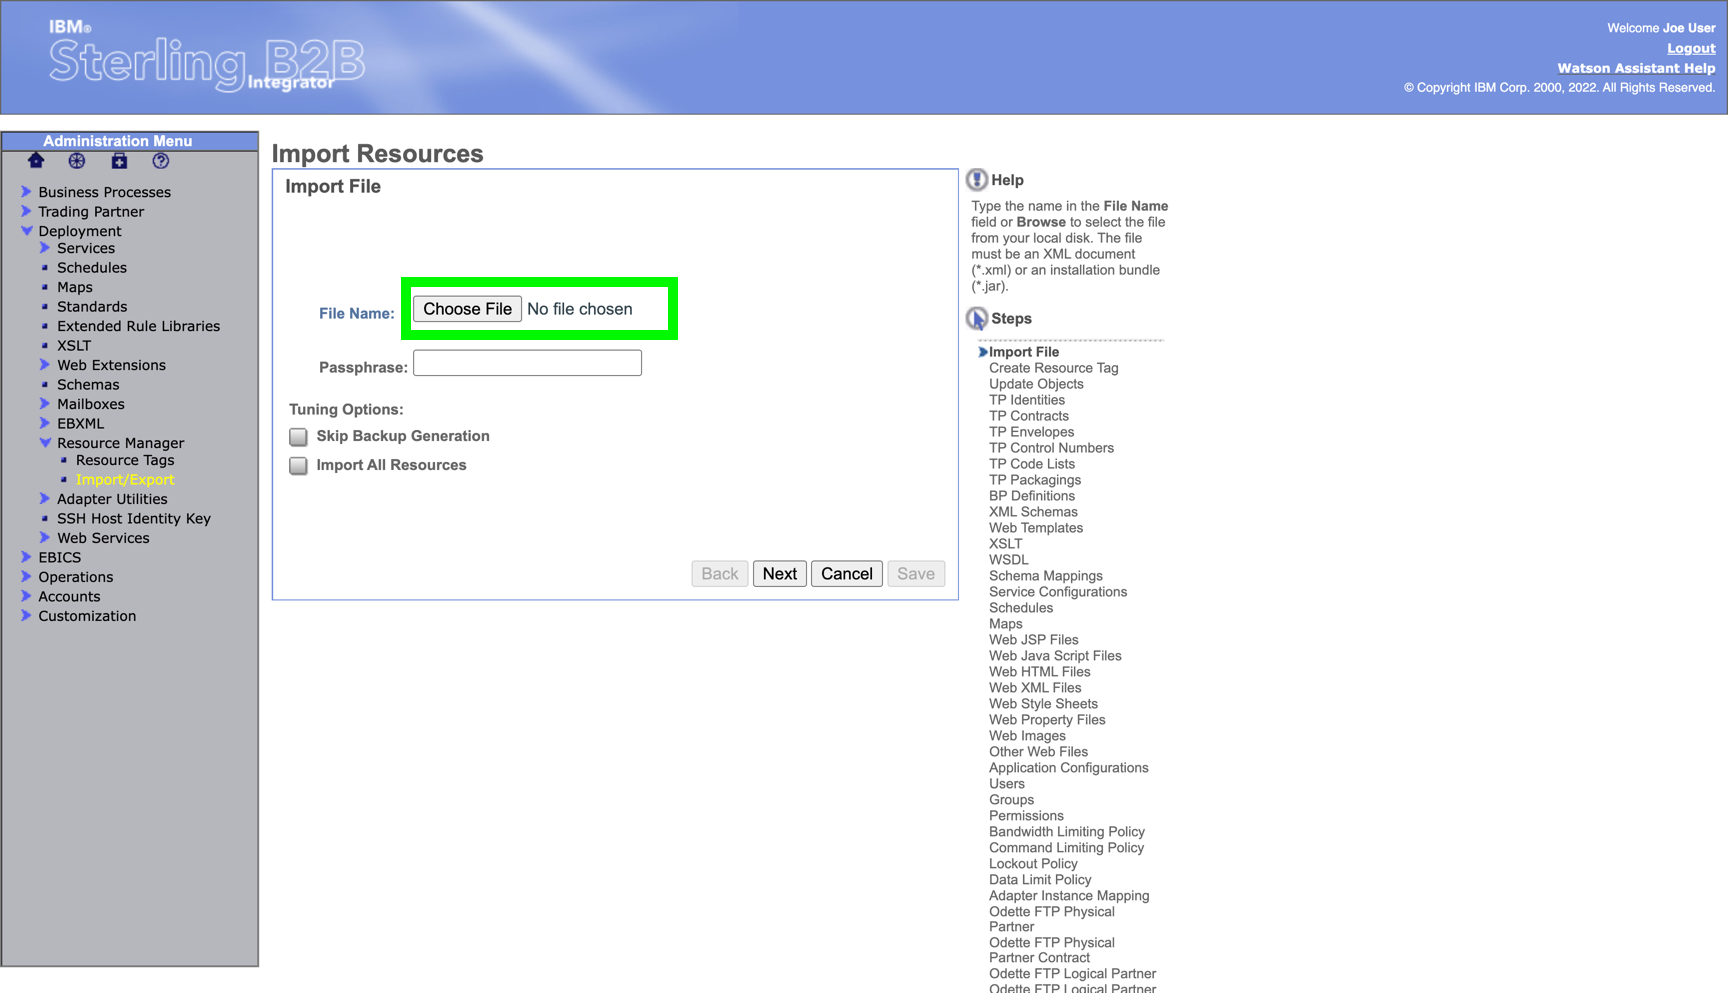 IBM®
Sterling B2B
Integrator
Welcome Joe User
Logout
Watson Assistant Help
© Copyright IBM Corp. 2000, 2022. All Rights Reserved.
Administration Menu
Business Processes
Trading Partner
Deployment
Services
Schedules
Maps
Standards
Extended Rule Libraries
XSLT
Web Extensions
Schemas
Mailboxes
EBXML
Resource Manager
Resource Tags
Import/Export
Adapter Utilities
SSH Host Identity Key
Web Services
EBICS
Operations
Accounts
Customization
Import Resources
Import File
File Name: Choose File No file chosen
Passphrase:
Tuning Options:
Skip Backup Generation
Import All Resources
Back Next Cancel Save
Help
Type the name in the File Name
field or Browse to select the file
from your local disk. The file
must be an XML document
(*.xml) or an installation bundle
(*.jar).
Steps
Import File
Create Resource Tag
Update Objects
TP Identities
TP Contracts
TP Envelopes
TP Control Numbers
TP Code Lists
TP Packagings
BP Definitions
XML Schemas
Web Templates
XSLT
WSDL
Schema Mappings
Service Configurations
Schedules
Maps
Web JSP Files
Web Java Script Files
Web HTML Files
Web XML Files
Web Style Sheets
Web Property Files
Web Images
Other Web Files
Application Configurations
Users
Groups
Permissions
Bandwidth Limiting Policy
Command Limiting Policy
Lockout Policy
Data Limit Policy
Adapter Instance Mapping
Odette FTP Physical
Partner
Odette FTP Physical
Partner Contract
Odette FTP Logical Partner
Odette FTP Logical Partner